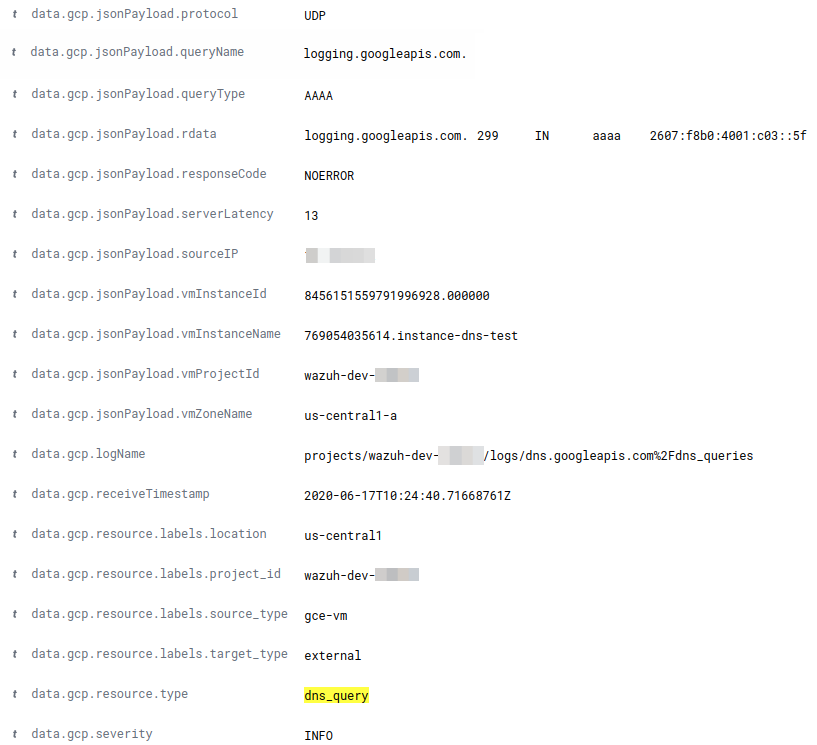 t data.gcp.jsonPayload.protocol UDP
t data.gcp.jsonPayload.queryName logging.googleapis.com.
t data.gcp.jsonPayload.queryType AAAA
t data.gcp.jsonPayload.rdata logging.googleapis.com. 299 IN aaaa 2607:f8b0:4001:c03::5f
t data.gcp.jsonPayload.responseCode NOERROR
t data.gcp.jsonPayload.serverLatency 13
t data.gcp.jsonPayload.sourceIP
t data.gcp.jsonPayload.vmInstanceId 8456151559791996928.000000
t data.gcp.jsonPayload.vmInstanceName 769054035614.instance-dns-test
t data.gcp.jsonPayload.vmProjectId wazuh-dev-
t data.gcp.jsonPayload.vmZoneName us-central1-a
t data.gcp.logName projects/wazuh-dev- /logs/dns.googleapis.com%2Fdns_queries
t data.gcp.receiveTimestamp 2020-06-17T10:24:40.71668761Z
t data.gcp.resource.labels.location us-central1
t data.gcp.resource.labels.project_id wazuh-dev-
t data.gcp.resource.labels.source_type gce-vm
t data.gcp.resource.labels.target_type external
t data.gcp.resource.type dns_query
t data.gcp.severity INFO